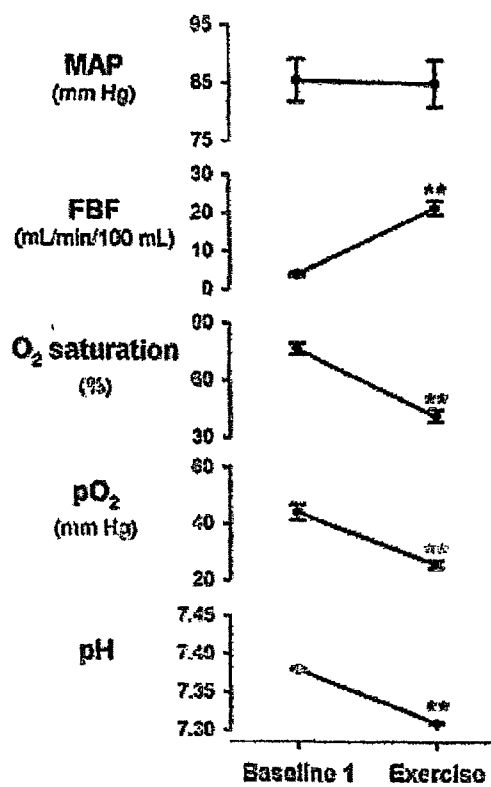 MAP
(mm Hg)
95
85
75
FBF
(mL/min/100 mL)
30
20
10
0
**
O₂ saturation
(%)
90
60
30
**
pO₂
(mm Hg)
60
40
20
**
pH
7.45
7.40
7.35
7.30
**
Baseline 1 Exercise